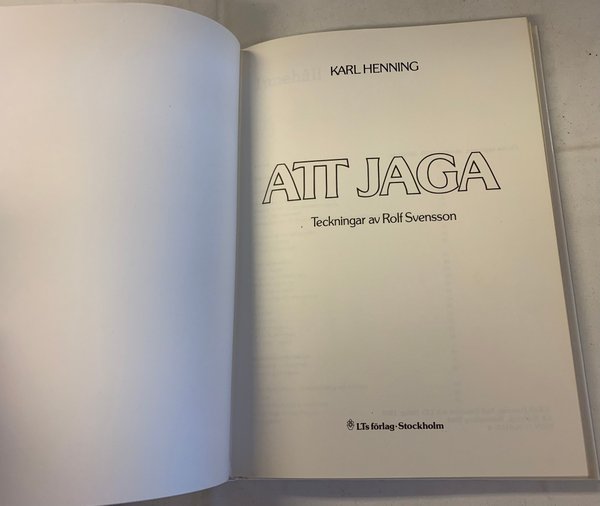 KARL HENNING
ATT JAGA
Teckningar av Rolf Svensson
LTs förlag · Stockholm